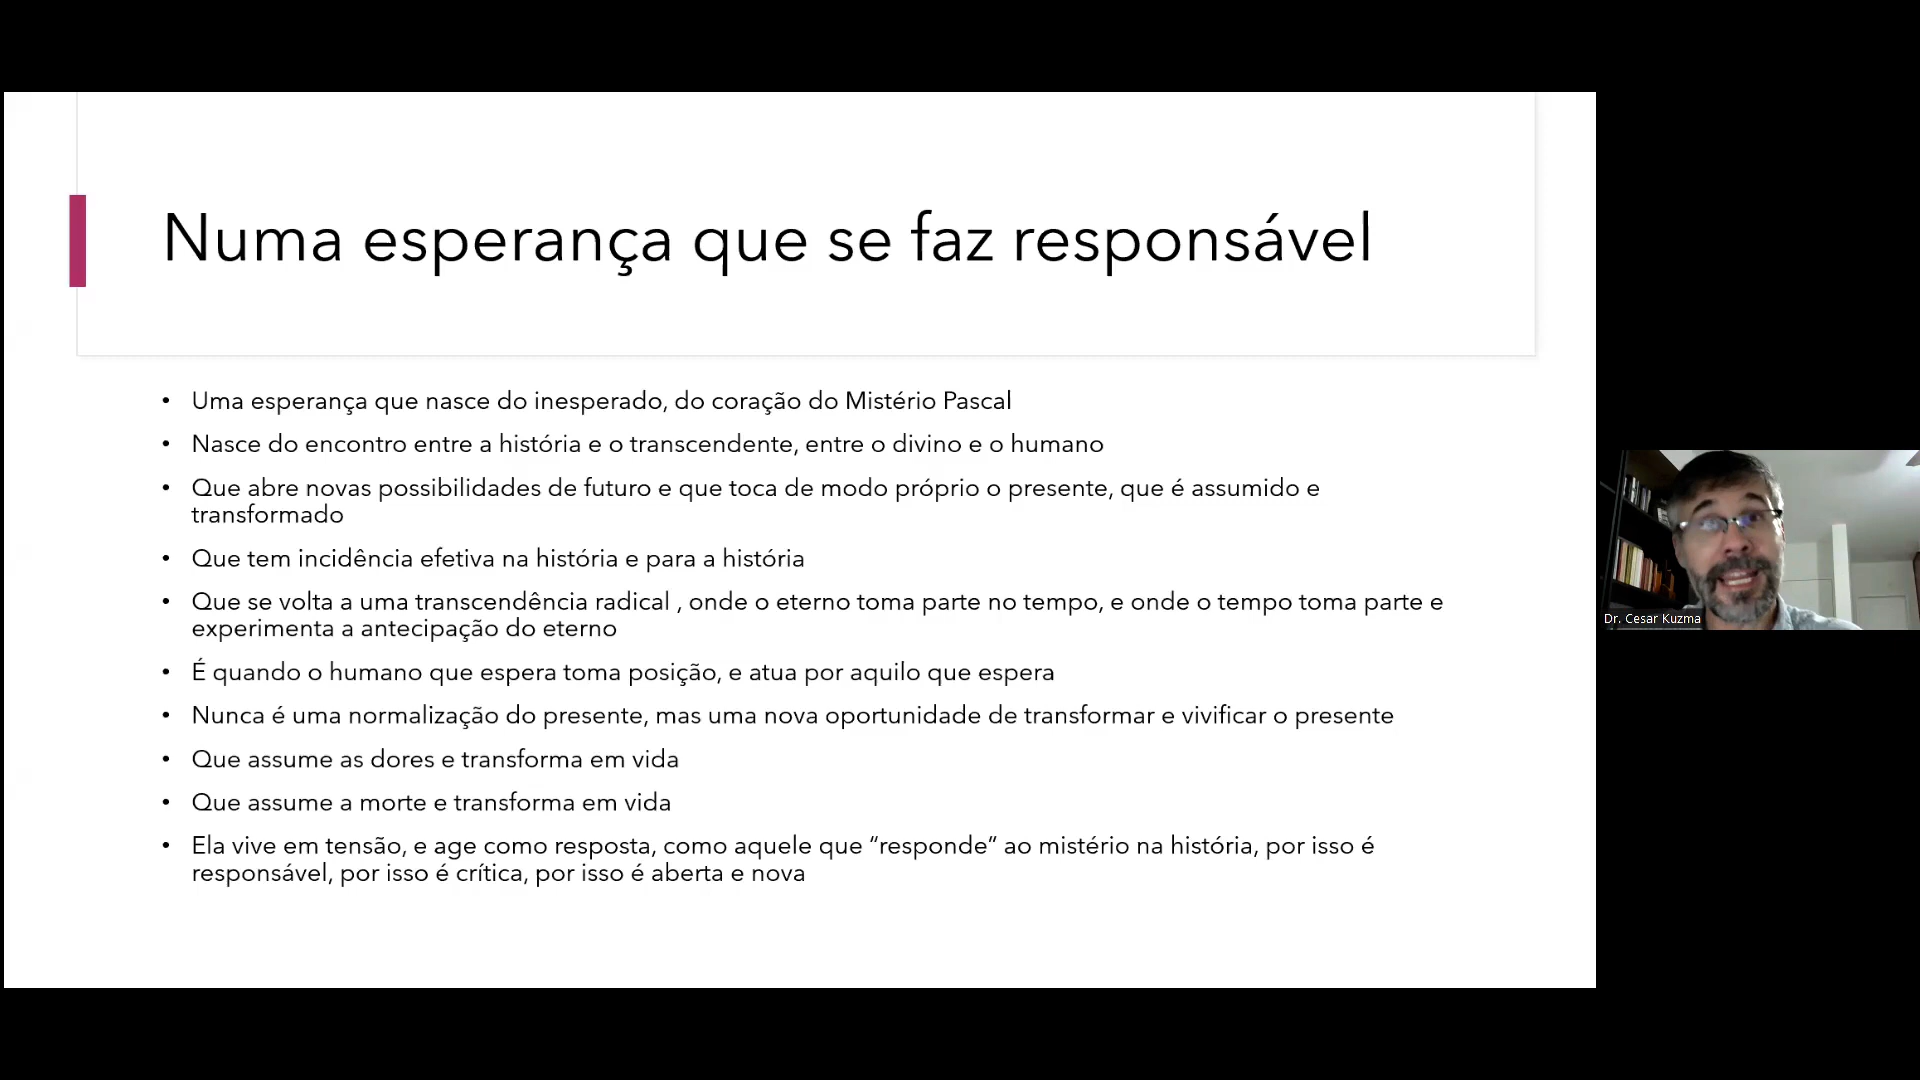 Numa esperança que se faz responsável
• Uma esperança que nasce do inesperado, do coração do Mistério Pascal
• Nasce do encontro entre a história e o transcendente, entre o divino e o humano
• Que abre novas possibilidades de futuro e que toca de modo próprio o presente, que é assumido e
transformado
• Que tem incidência efetiva na história e para a história
• Que se volta a uma transcendência radical , onde o eterno toma parte no tempo, e onde o tempo toma parte e
experimenta a antecipação do eterno
• É quando o humano que espera toma posição, e atua por aquilo que espera
• Nunca é uma normalização do presente, mas uma nova oportunidade de transformar e vivificar o presente
• Que assume as dores e transforma em vida
• Que assume a morte e transforma em vida
• Ela vive em tensão, e age como resposta, como aquele que “responde” ao mistério na história, por isso é
responsável, por isso é crítica, por isso é aberta e nova
Dr. Cesar Kuzma